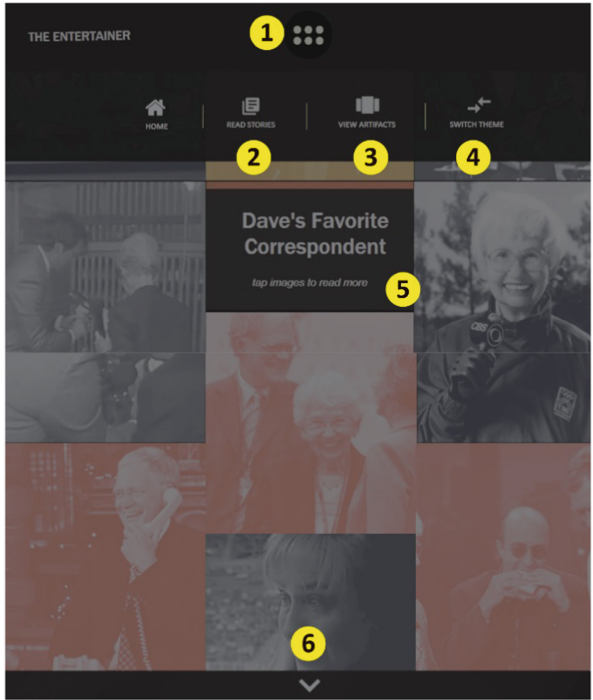 THE ENTERTAINER
1
HOME
READ STORIES
VIEW ARTIFACTS
SWITCH THEME
2
3
4
Dave's Favorite
Correspondent
tap images to read more
5
CBS
6